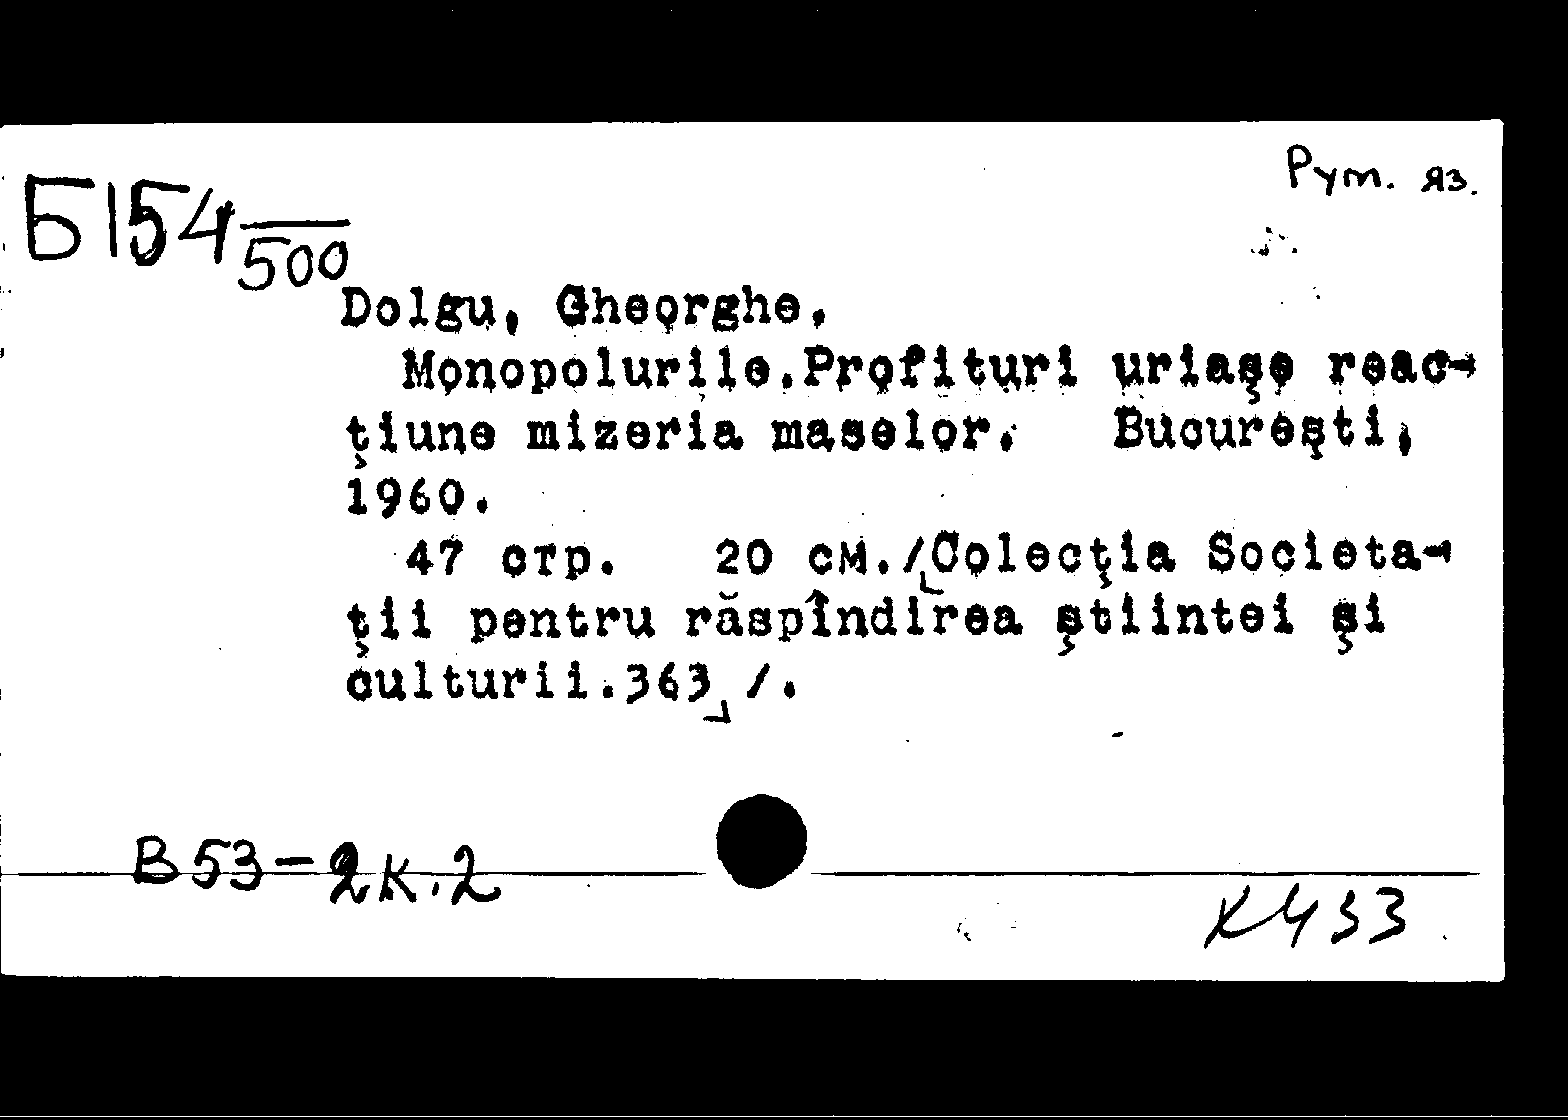 Рум. яз.
Б154/500
Dolgu, Gheorghe.
Monopolurile.Profituri uriaşe reac-
ţiune mizeria maselor. Bucureşti,
1960.
47 стр. 20 см./[Colecţia Societa-
ţii pentru răspîndirea ştiintei şi
culturii.363]/.
В 53-2к.2
К433